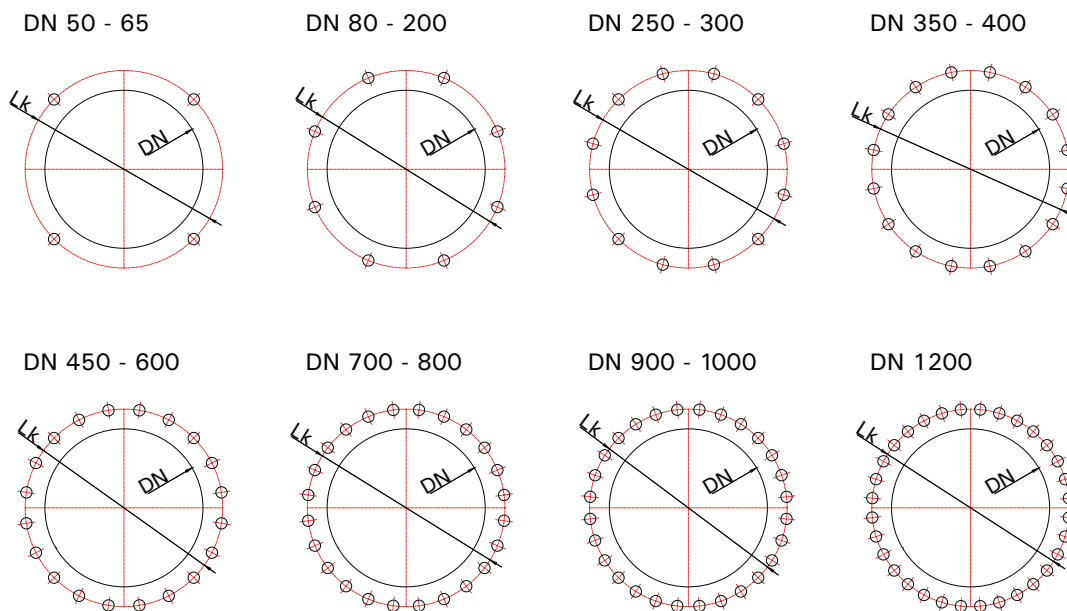 DN 50 - 65
DN 80 - 200
DN 250 - 300
DN 350 - 400
Lk
DN
Lk
DN
Lk
DN
Lk
DN
DN 450 - 600
DN 700 - 800
DN 900 - 1000
DN 1200
Lk
DN
Lk
DN
Lk
DN
Lk
DN